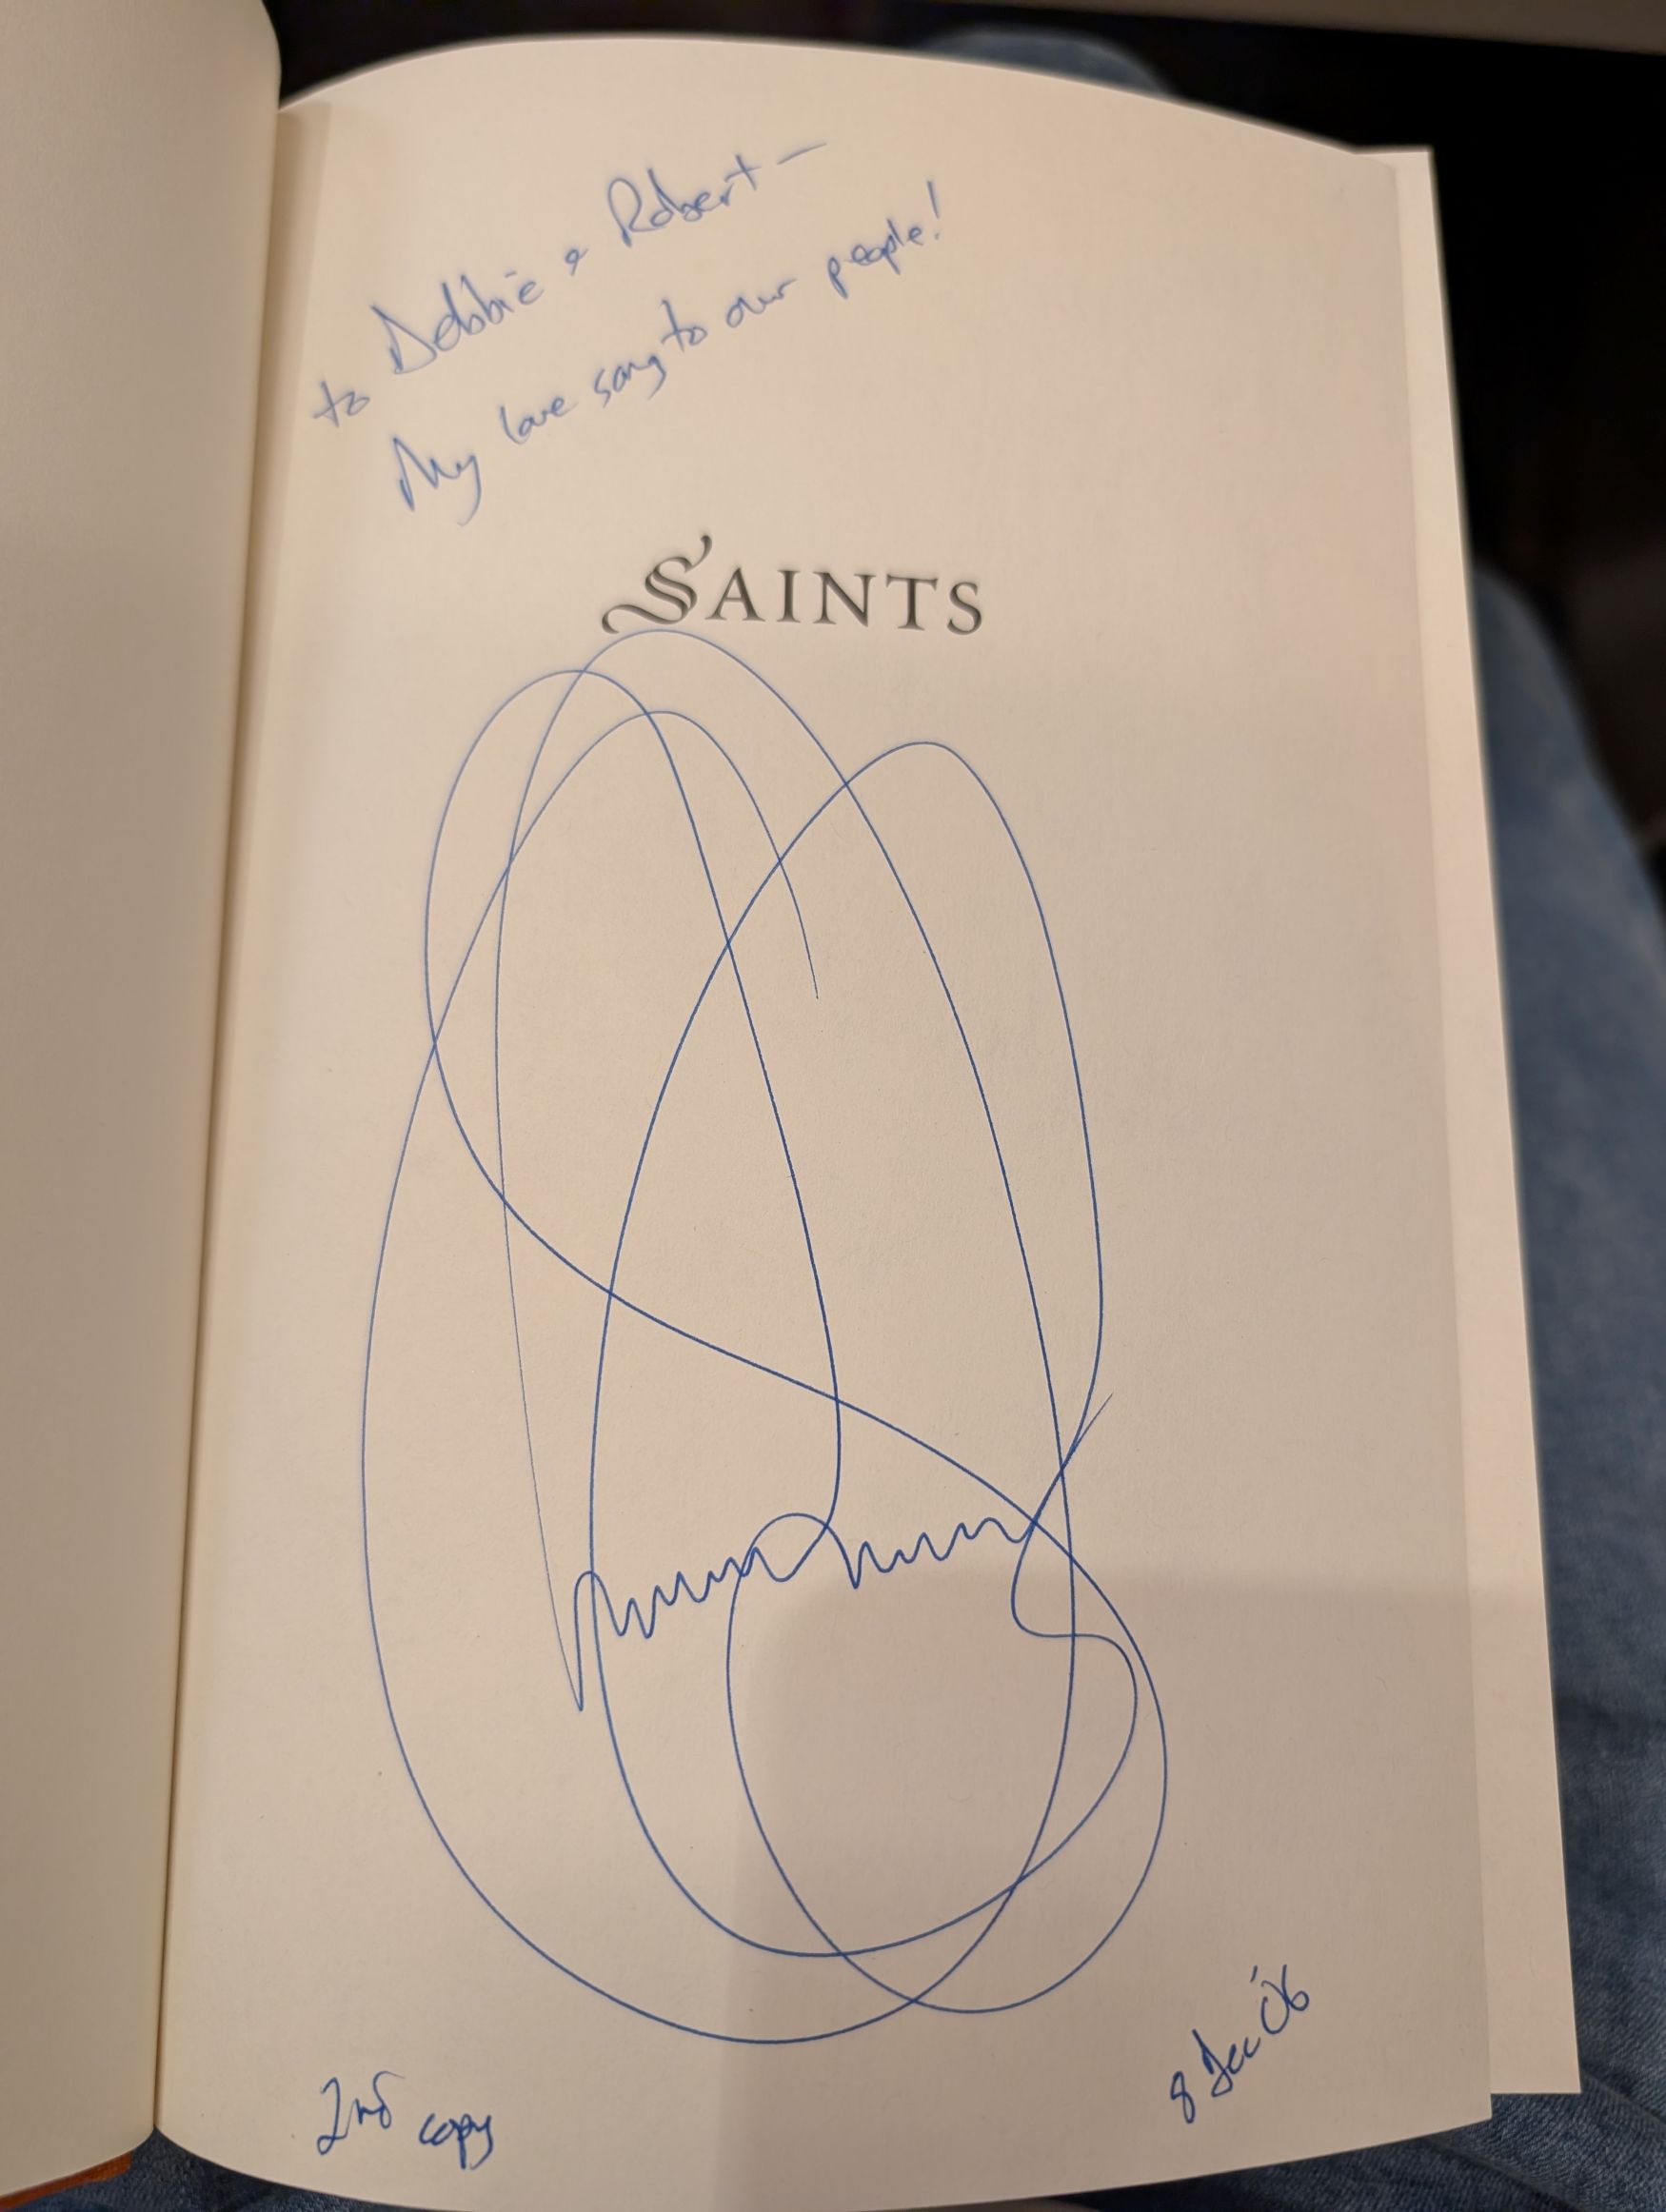 to Debbie & Robert —
My love song to our people!
SAINTS
2nd copy
8 Dec '06